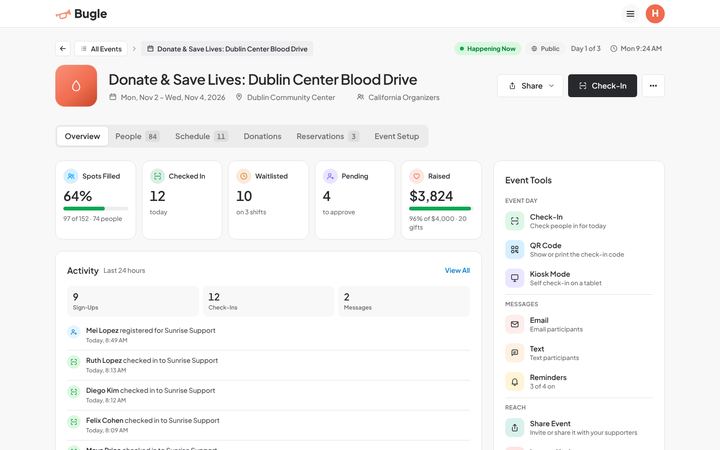 Bugle
H
All Events
Donate & Save Lives: Dublin Center Blood Drive
Happening Now
Public
Day 1 of 3
Mon 9:24 AM
Donate & Save Lives: Dublin Center Blood Drive
Mon, Nov 2 – Wed, Nov 4, 2026
Dublin Community Center
California Organizers
Share
Check-In
Overview
People 84
Schedule 11
Donations
Reservations 3
Event Setup
Spots Filled
64%
97 of 152 · 74 people
Checked In
12
today
Waitlisted
10
on 3 shifts
Pending
4
to approve
Raised
$3,824
96% of $4,000 · 20
gifts
Activity Last 24 hours
View All
9
Sign-Ups
12
Check-Ins
2
Messages
Mei Lopez registered for Sunrise Support
Today, 8:49 AM
Ruth Lopez checked in to Sunrise Support
Today, 8:13 AM
Diego Kim checked in to Sunrise Support
Today, 8:12 AM
Felix Cohen checked in to Sunrise Support
Today, 8:09 AM
Event Tools
EVENT DAY
Check-In
Check people in for today
QR Code
Show or print the check-in code
Kiosk Mode
Self check-in on a tablet
MESSAGES
Email
Email participants
Text
Text participants
Reminders
3 of 4 on
REACH
Share Event
Invite or share it with your supporters